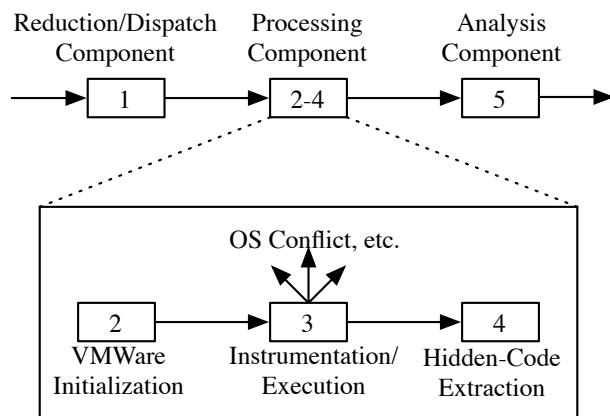 Reduction/Dispatch
Component
Processing
Component
Analysis
Component
1
2-4
5
OS Conflict, etc.
2
3
4
VMWare
Initialization
Instrumentation/
Execution
Hidden-Code
Extraction